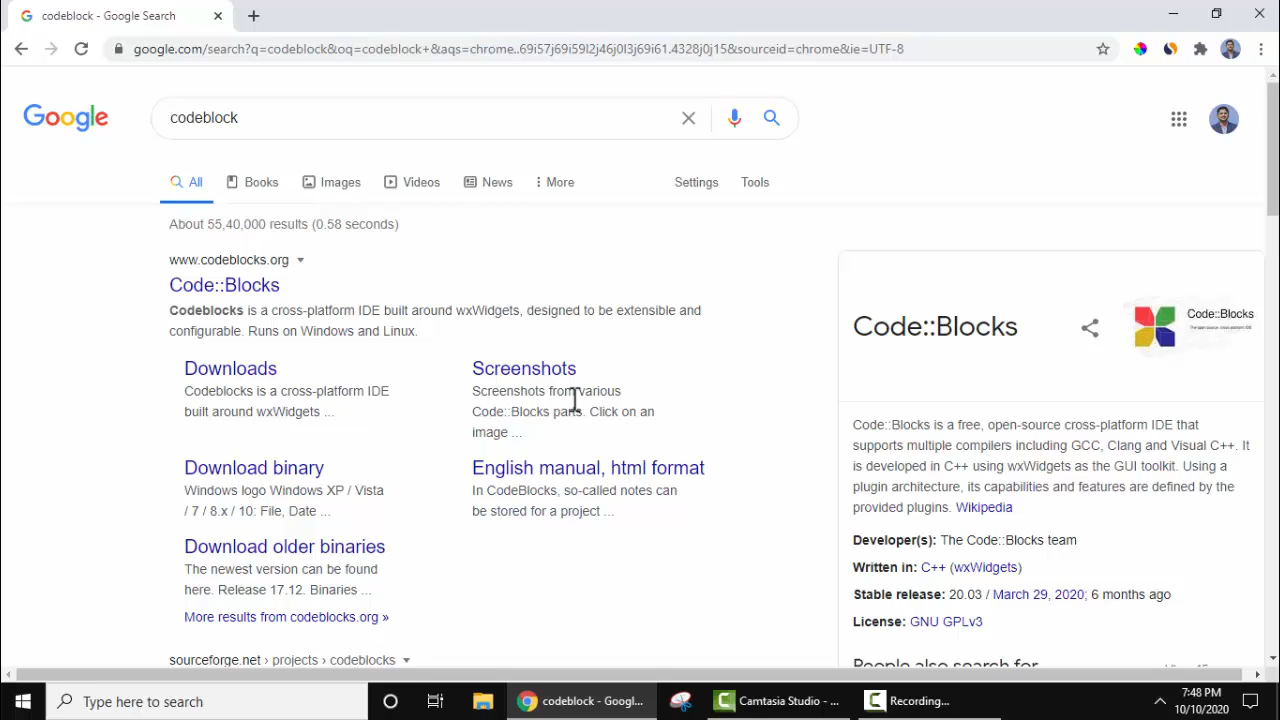 codeblock - Google Search
google.com/search?q=codeblock&oq=codeblock+&aqs=chrome..69i57j69i59l2j46j0l3j69i61.4328j0j15&sourceid=chrome&ie=UTF-8
Google
codeblock
All
Books
Images
Videos
News
More
Settings
Tools
About 55,40,000 results (0.58 seconds)
www.codeblocks.org
Code::Blocks
Codeblocks is a cross-platform IDE built around wxWidgets, designed to be extensible and
configurable. Runs on Windows and Linux.
Downloads
Codeblocks is a cross-platform IDE
built around wxWidgets ...
Screenshots
Screenshots from various
Code::Blocks parts. Click on an
image ...
Download binary
Windows logo Windows XP / Vista
/ 7 / 8.x / 10: File, Date ...
English manual, html format
In CodeBlocks, so-called notes can
be stored for a project ...
Download older binaries
The newest version can be found
here. Release 17.12. Binaries ...
More results from codeblocks.org »
sourceforge.net › projects › codeblocks
Code::Blocks
Code::Blocks
The open source, cross-platform IDE
Code::Blocks is a free, open-source cross-platform IDE that
supports multiple compilers including GCC, Clang and Visual C++. It
is developed in C++ using wxWidgets as the GUI toolkit. Using a
plugin architecture, its capabilities and features are defined by the
provided plugins. Wikipedia
Developer(s): The Code::Blocks team
Written in: C++ (wxWidgets)
Stable release: 20.03 / March 29, 2020; 6 months ago
License: GNU GPLv3
People also search for
Type here to search
codeblock - Googl...
Camtasia Studio - ...
Recording...
7:48 PM
10/10/2020